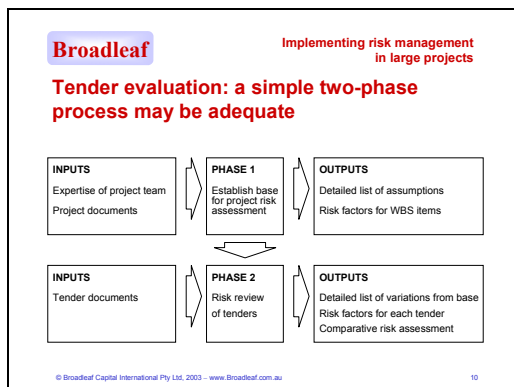 Broadleaf
Implementing risk management
in large projects
Tender evaluation: a simple two-phase
process may be adequate
INPUTS
Expertise of project team
Project documents
PHASE 1
Establish base
for project risk
assessment
OUTPUTS
Detailed list of assumptions
Risk factors for WBS items
INPUTS
Tender documents
PHASE 2
Risk review
of tenders
OUTPUTS
Detailed list of variations from base
Risk factors for each tender
Comparative risk assessment
© Broadleaf Capital International Pty Ltd, 2003 – www.Broadleaf.com.au
10